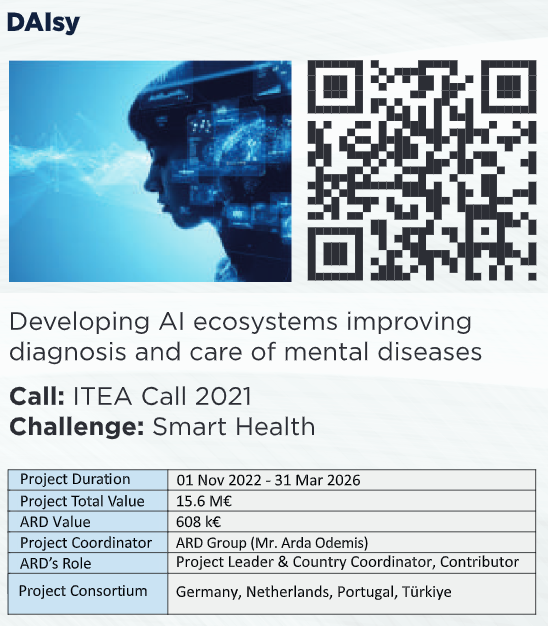 DAIsy
Developing AI ecosystems improving
diagnosis and care of mental diseases
Call: ITEA Call 2021
Challenge: Smart Health
Project Duration 01 Nov 2022 - 31 Mar 2026
Project Total Value 15.6 M€
ARD Value 608 k€
Project Coordinator ARD Group (Mr. Arda Odemis)
ARD's Role Project Leader & Country Coordinator, Contributor
Project Consortium Germany, Netherlands, Portugal, Türkiye